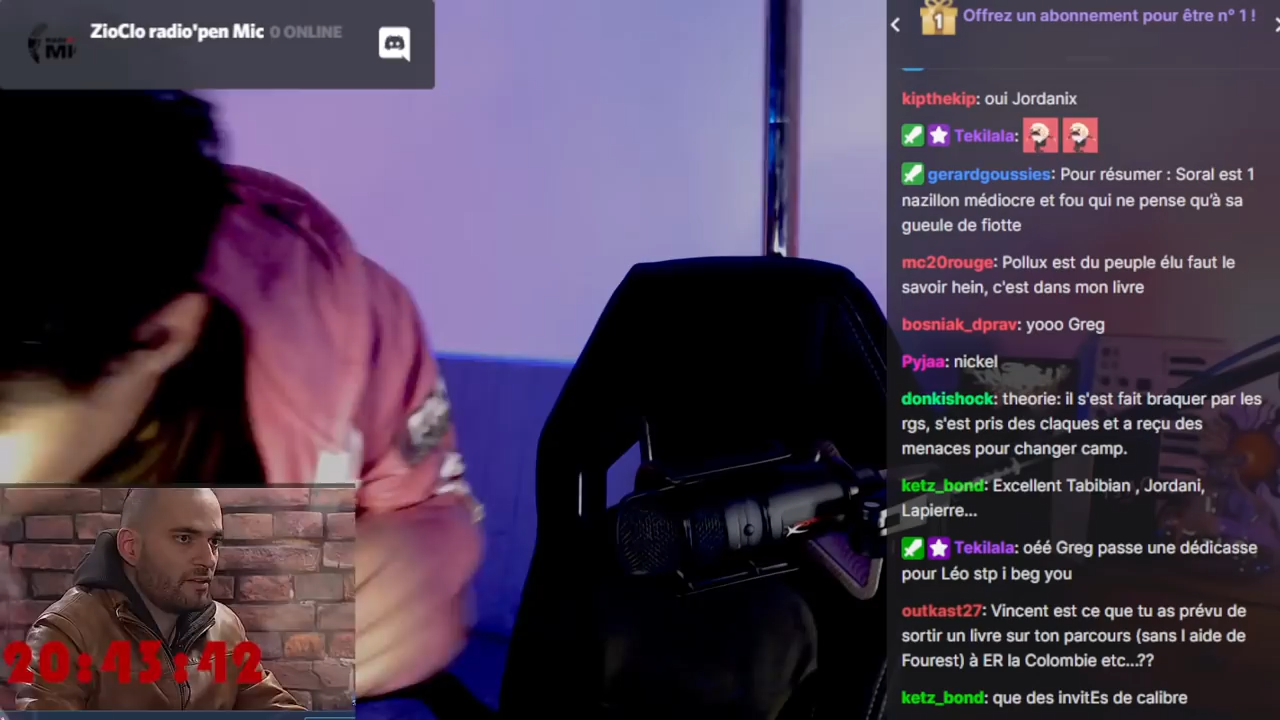 ZioClo radio'pen Mic 0 ONLINE
MI
20:43:42
1 Offrez un abonnement pour être n° 1 !
kipthekip: oui Jordanix
Tekilala:
gerardgoussies: Pour résumer : Soral est 1
nazillon médiocre et fou qui ne pense qu'à sa
gueule de fiotte
mc20rouge: Pollux est du peuple élu faut le
savoir hein, c'est dans mon livre
bosniak_dprav: yooo Greg
Pyjaa: nickel
donkishock: theorie: il s'est fait braquer par les
rgs, s'est pris des claques et a reçu des
menaces pour changer camp.
ketz_bond: Excellent Tabibian , Jordani,
Lapierre...
Tekilala: oéé Greg passe une dédicasse
pour Léo stp i beg you
outkast27: Vincent est ce que tu as prévu de
sortir un livre sur ton parcours (sans l aide de
Fourest) à ER la Colombie etc...??
ketz_bond: que des invitEs de calibre